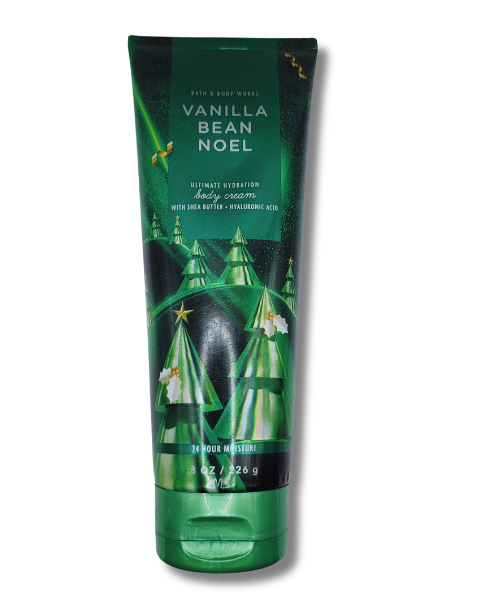 BATH & BODY WORKS
VANILLA
BEAN
NOEL
ULTIMATE HYDRATION
body cream
WITH SHEA BUTTER + HYALURONIC ACID
24 HOUR MOISTURE
8 OZ / 226 g